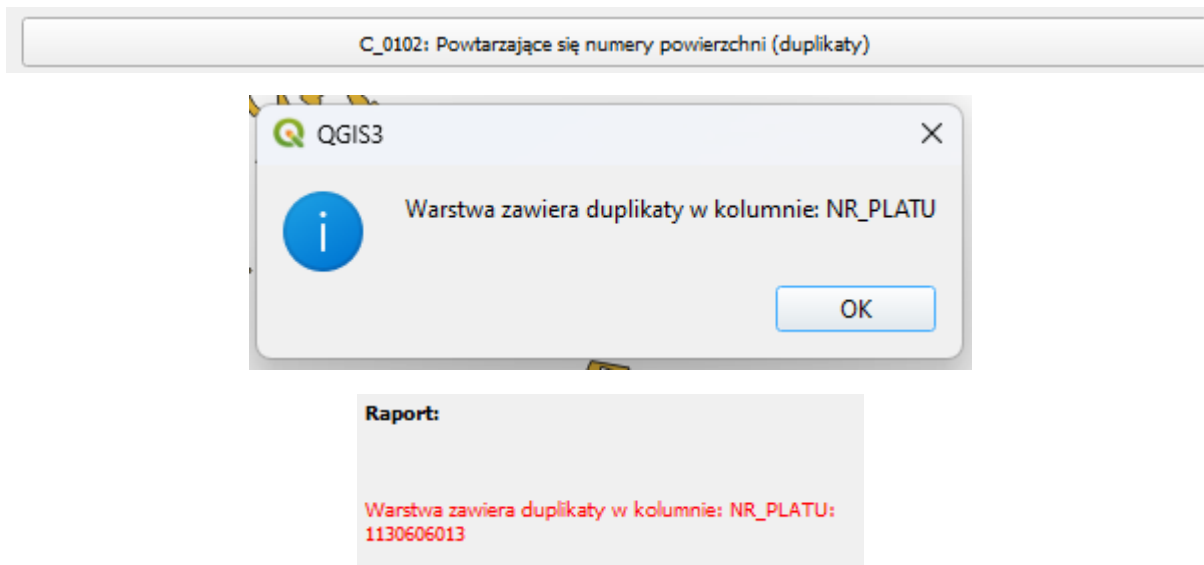 C_0102: Powtarzające się numery powierzchni (duplikaty)
QGIS3
Warstwa zawiera duplikaty w kolumnie: NR_PLATU
OK
Raport:
Warstwa zawiera duplikaty w kolumnie: NR_PLATU:
1130606013